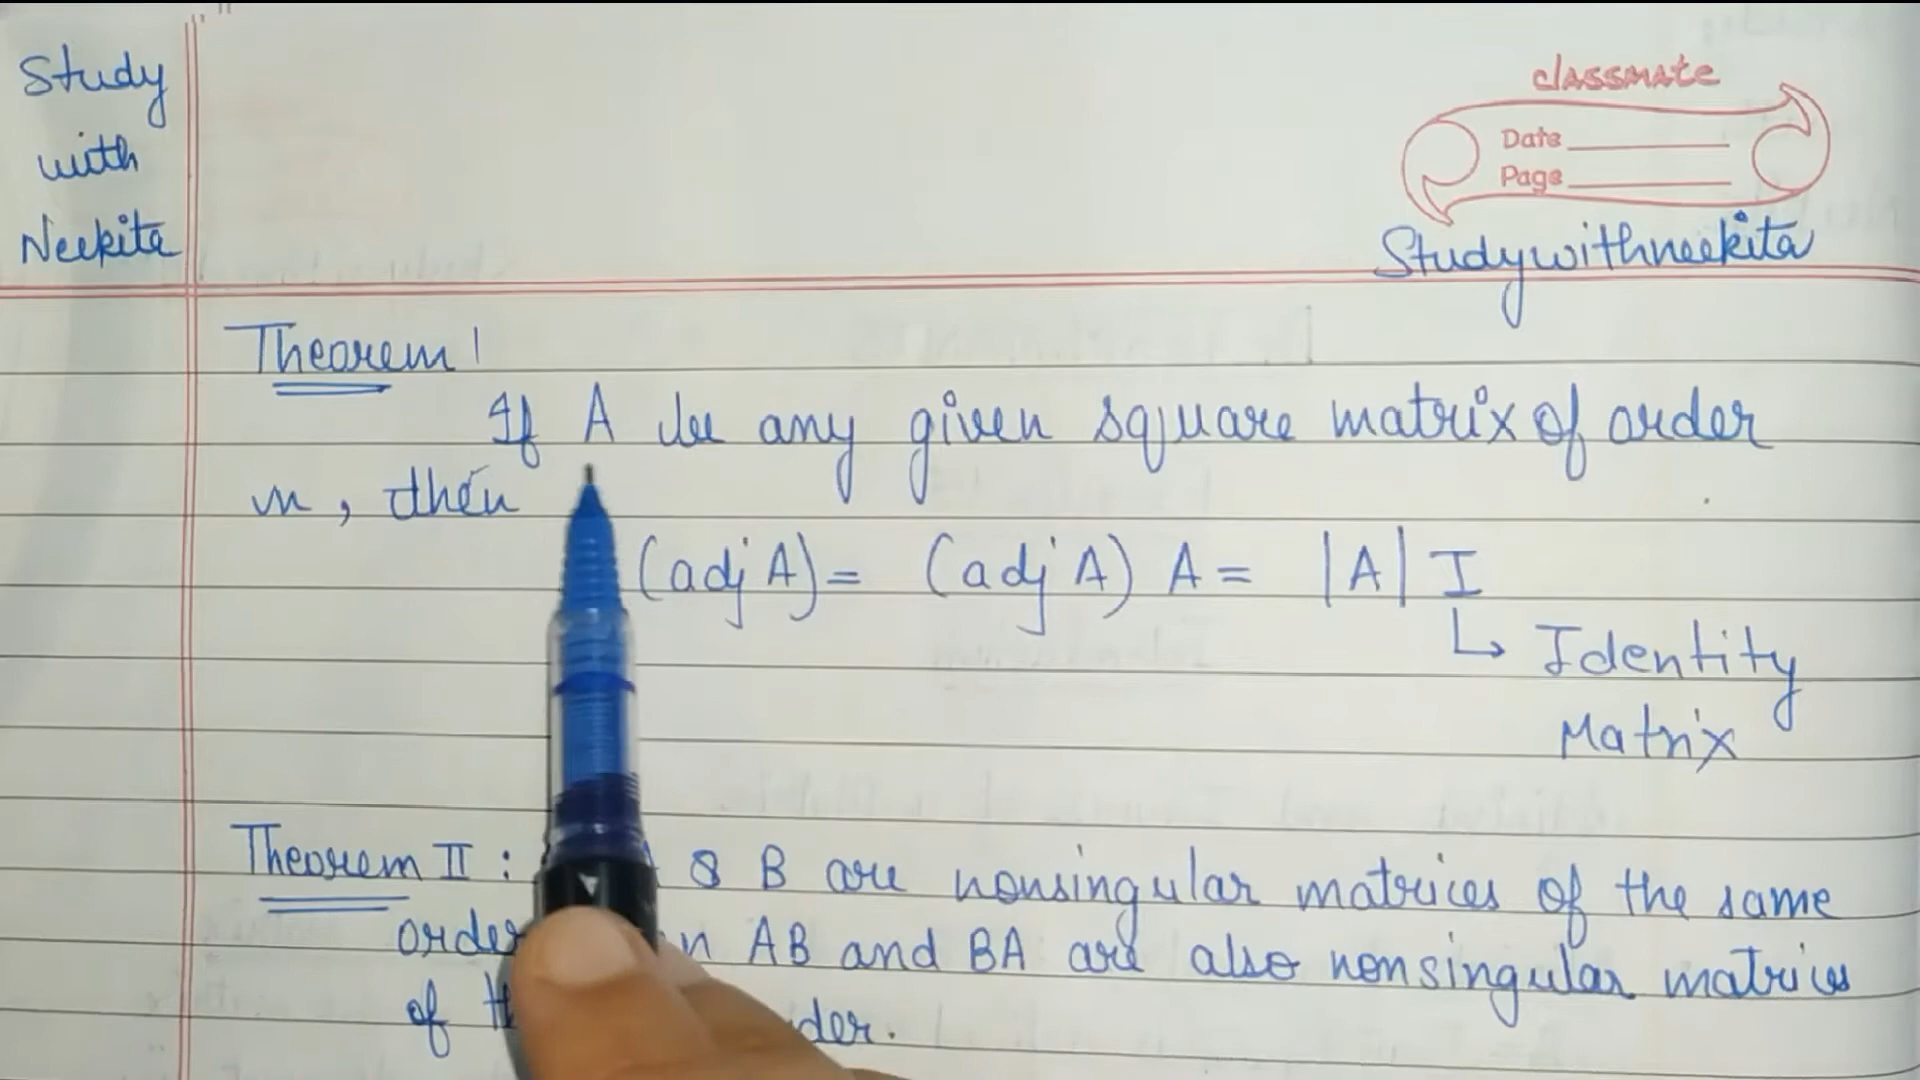 Study
with
Neekita
classmate
Date
Page
Studywithneekita
Theorem 1
If A be any given square matrix of order
n, then
(adj A) = (adj A) A = |A| I
Identity
Matrix
Theorem II : & B are nonsingular matrices of the same
order AB and BA are also nonsingular matrices
of